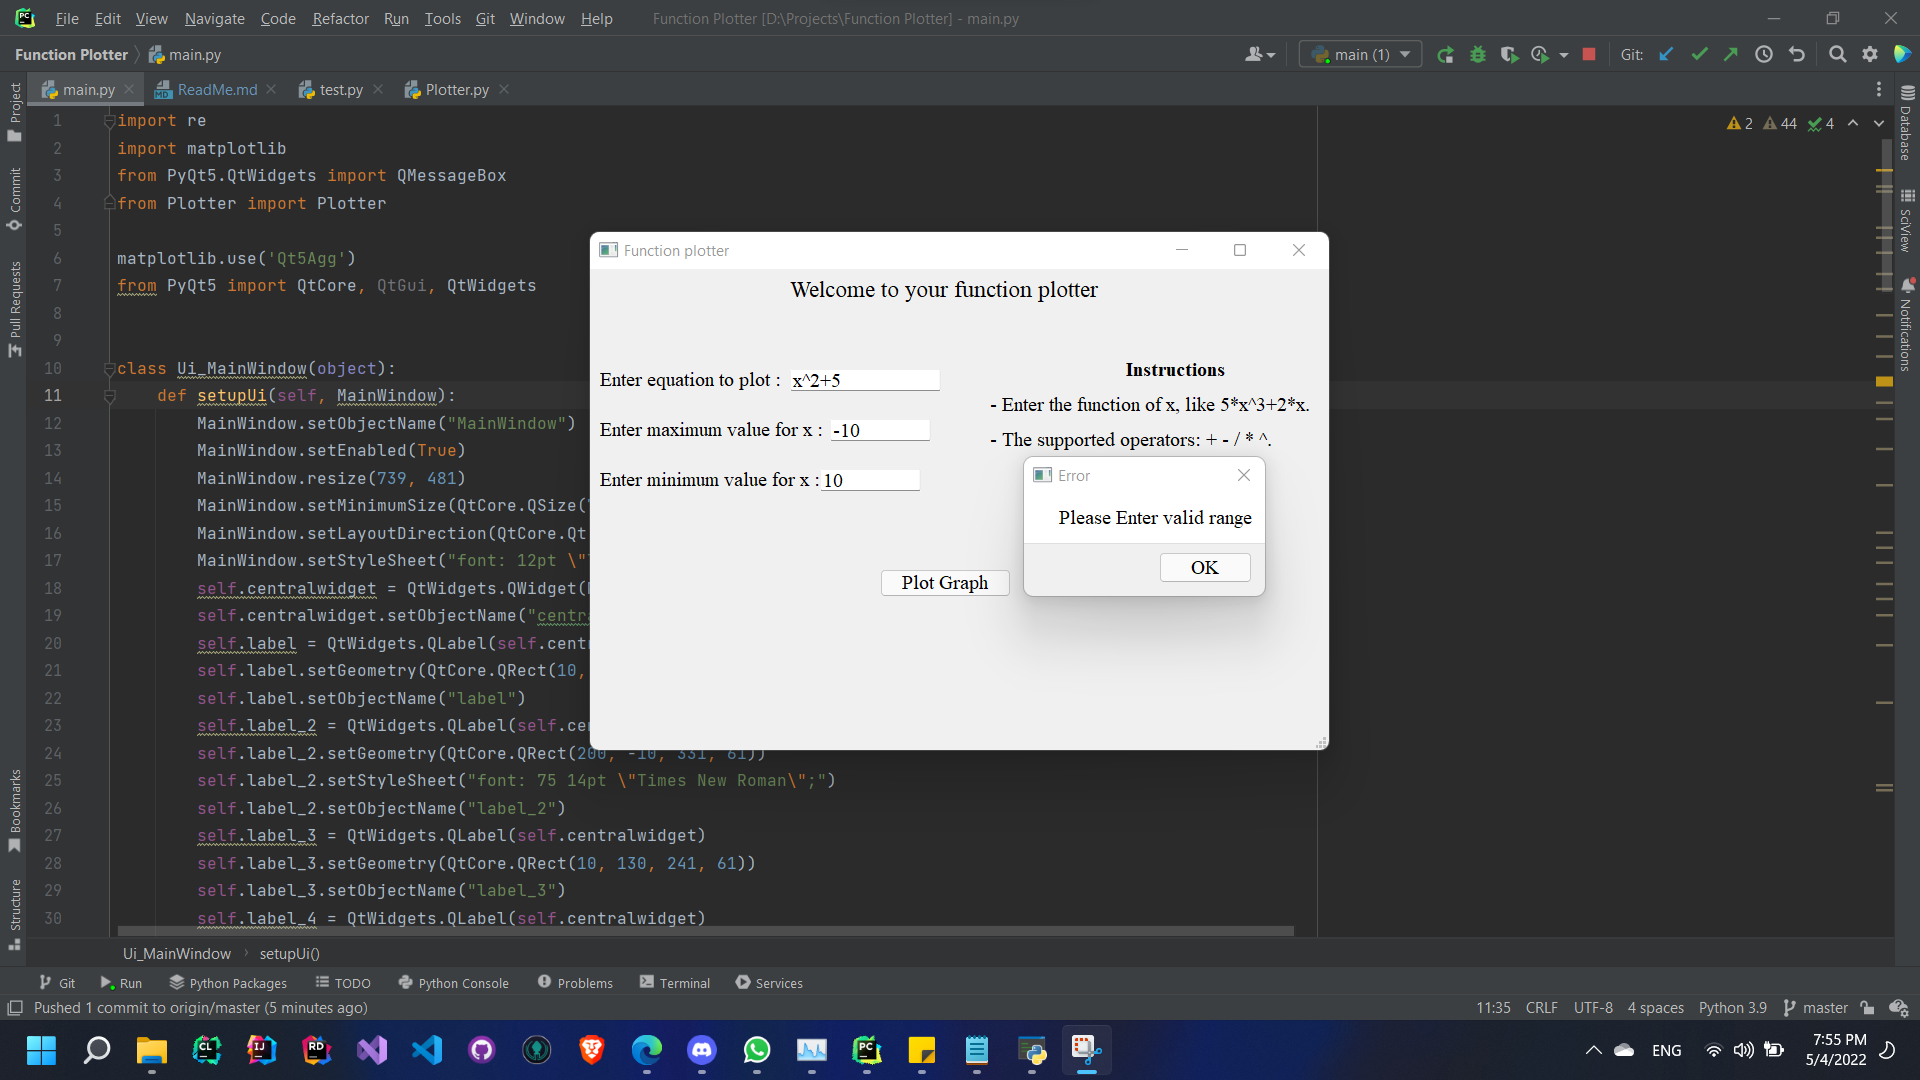 File Edit View Navigate Code Refactor Run Tools Git Window Help Function Plotter [D:\Projects\Function Plotter] - main.py
Function Plotter main.py main (1) Git:
main.py ReadMe.md test.py Plotter.py
2 44 4
Project
Commit
Pull Requests
Bookmarks
Structure
Database
SciView
Notifications
1 import re
2 import matplotlib
3 from PyQt5.QtWidgets import QMessageBox
4 from Plotter import Plotter
5
6 matplotlib.use('Qt5Agg')
7 from PyQt5 import QtCore, QtGui, QtWidgets
8
9
10 class Ui_MainWindow(object):
11 def setupUi(self, MainWindow):
12 MainWindow.setObjectName("MainWindow")
13 MainWindow.setEnabled(True)
14 MainWindow.resize(739, 481)
15 MainWindow.setMinimumSize(QtCore.QSize(
16 MainWindow.setLayoutDirection(QtCore.Qt
17 MainWindow.setStyleSheet("font: 12pt \"
18 self.centralwidget = QtWidgets.QWidget(
19 self.centralwidget.setObjectName("centr
20 self.label = QtWidgets.QLabel(self.cent
21 self.label.setGeometry(QtCore.QRect(10,
22 self.label.setObjectName("label")
23 self.label_2 = QtWidgets.QLabel(self.ce
24 self.label_2.setGeometry(QtCore.QRect(200, -10, 331, 61))
25 self.label_2.setStyleSheet("font: 75 14pt \"Times New Roman\";")
26 self.label_2.setObjectName("label_2")
27 self.label_3 = QtWidgets.QLabel(self.centralwidget)
28 self.label_3.setGeometry(QtCore.QRect(10, 130, 241, 61))
29 self.label_3.setObjectName("label_3")
30 self.label_4 = QtWidgets.QLabel(self.centralwidget)
Function plotter
Welcome to your function plotter
Enter equation to plot : x^2+5
Enter maximum value for x : -10
Enter minimum value for x : 10
Instructions
- Enter the function of x, like 5*x^3+2*x.
- The supported operators: + - / * ^.
Plot Graph
Error
Please Enter valid range
OK
Ui_MainWindow setupUi()
Git Run Python Packages TODO Python Console Problems Terminal Services
Pushed 1 commit to origin/master (5 minutes ago) 11:35 CRLF UTF-8 4 spaces Python 3.9 master
ENG 7:55 PM
5/4/2022